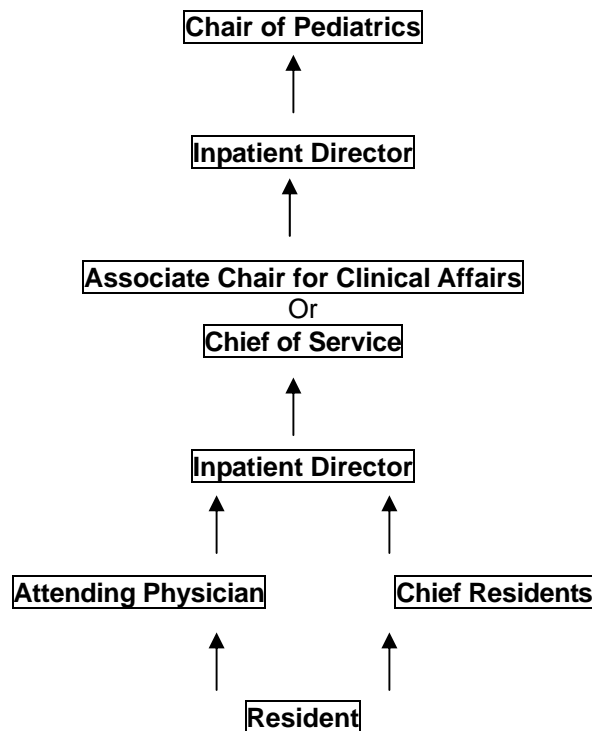 Chair of Pediatrics
Inpatient Director
Associate Chair for Clinical Affairs
Or
Chief of Service
Inpatient Director
Attending Physician Chief Residents
Resident